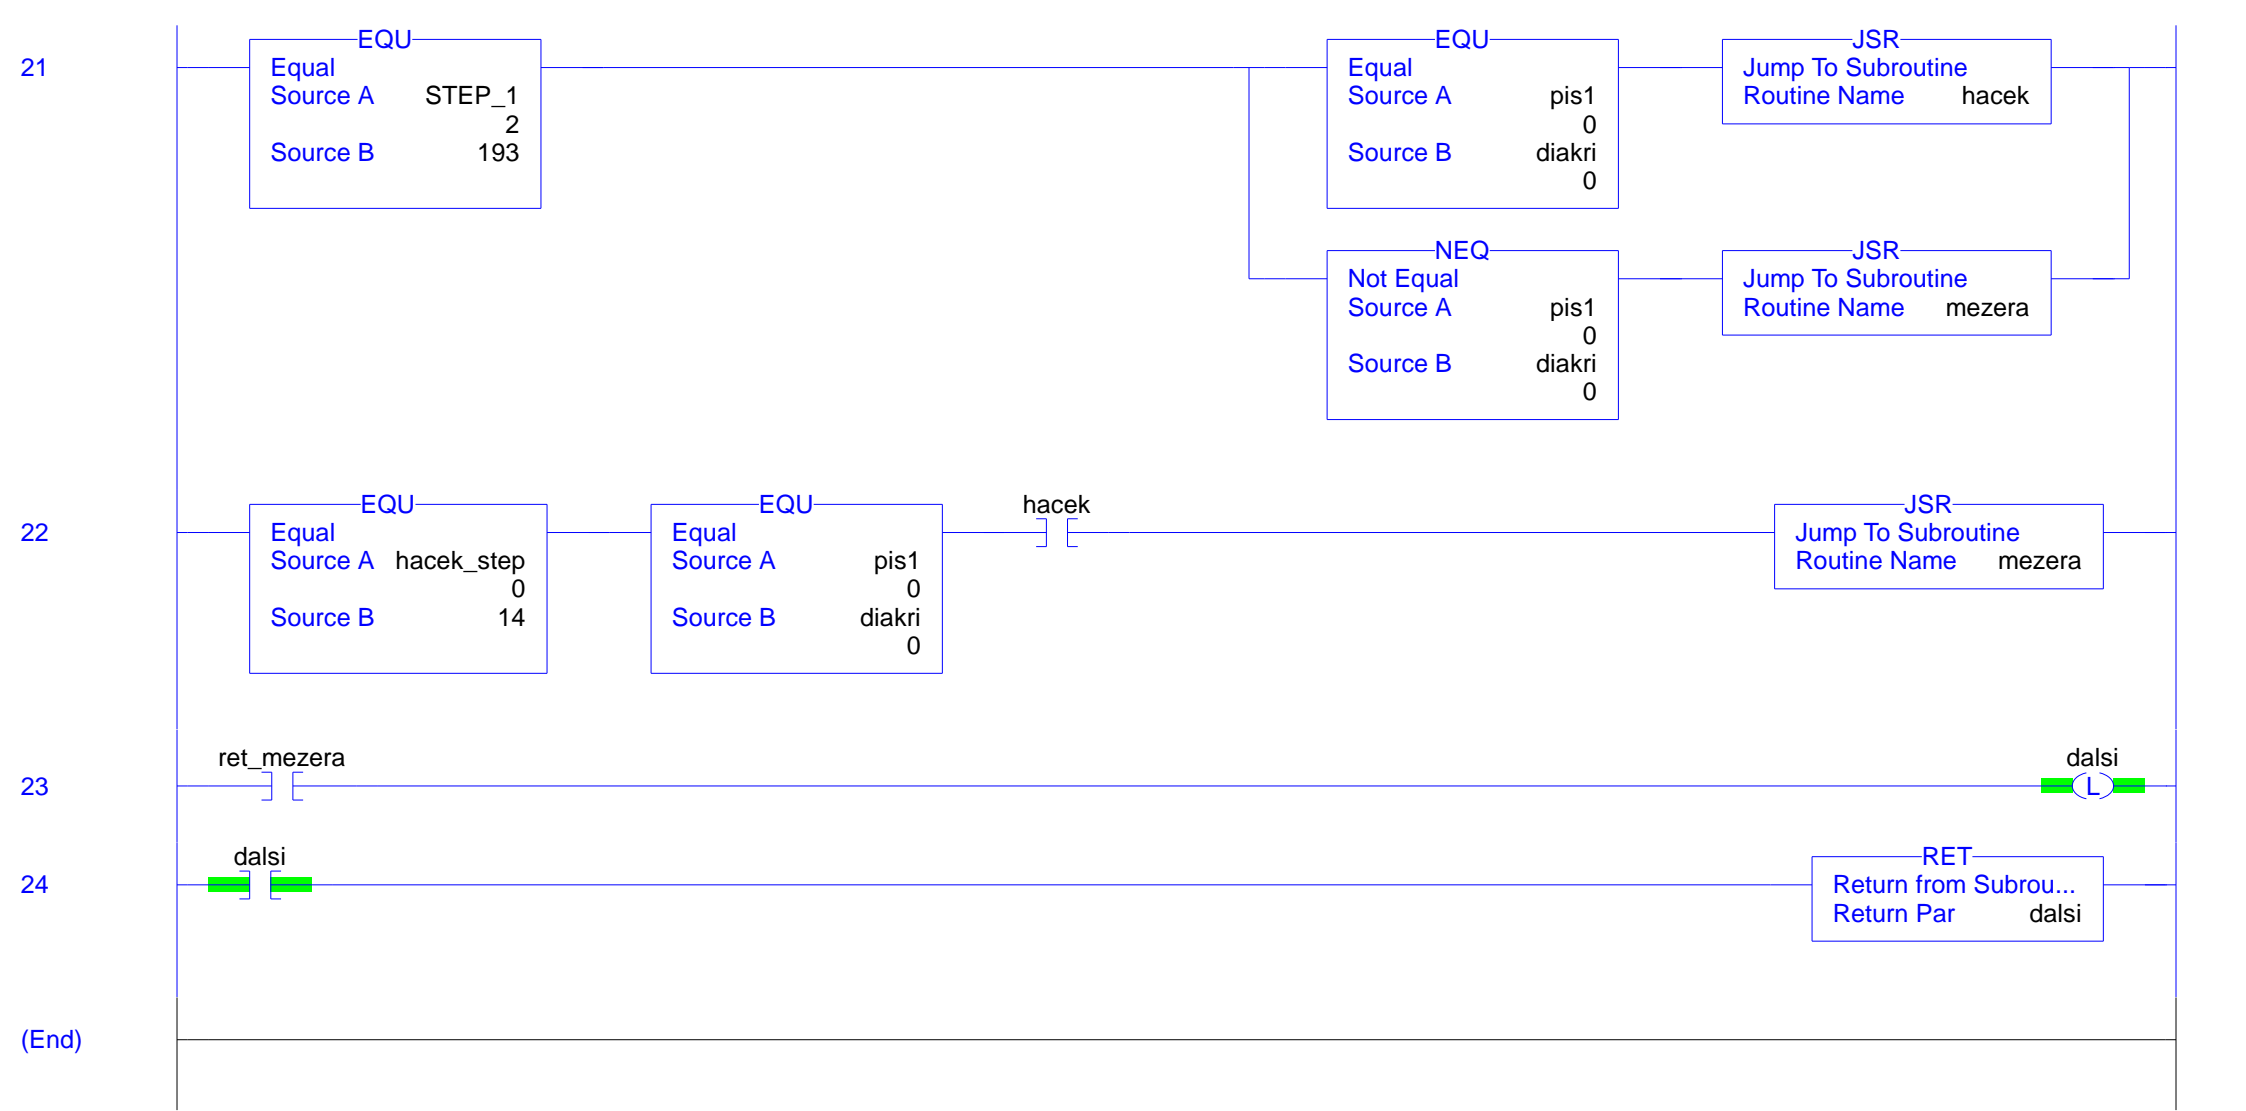 21
EQU
Equal
Source A STEP_1
2
Source B 193
EQU
Equal
Source A pis1
0
Source B diakri
0
JSR
Jump To Subroutine
Routine Name hacek
NEQ
Not Equal
Source A pis1
0
Source B diakri
0
JSR
Jump To Subroutine
Routine Name mezera
22
EQU
Equal
Source A hacek_step
0
Source B 14
EQU
Equal
Source A pis1
0
Source B diakri
0
hacek
JSR
Jump To Subroutine
Routine Name mezera
23
ret_mezera
dalsi
L
24
dalsi
RET
Return from Subrou...
Return Par dalsi
(End)